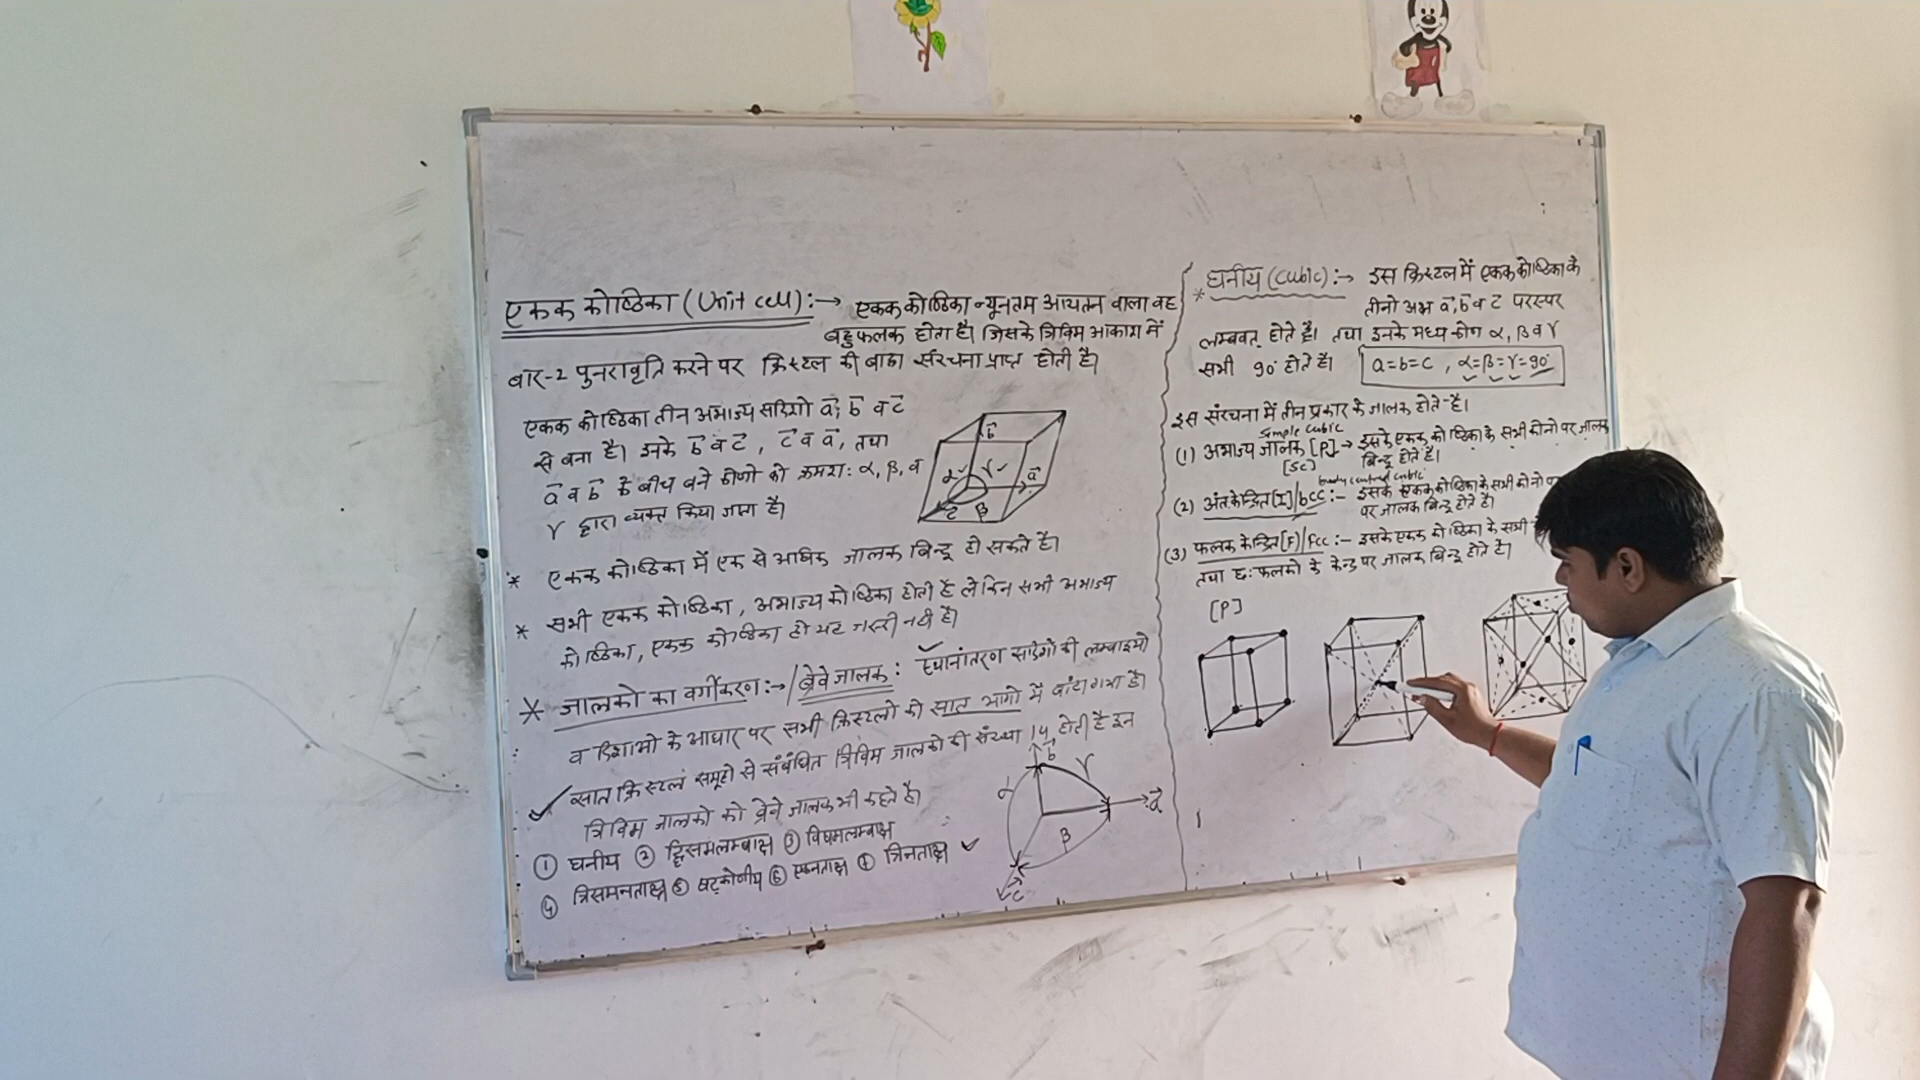 एकक कोष्ठिका (Unit cell) :→ एकक कोष्ठिका न्यूनतम आयतन वाला वह
बहुफलक होता है। जिसके त्रिविम आकाश में
बार-2 पुनरावृति करने पर क्रिस्टल की बाह्य संरचना प्राप्त होती है।
एकक कोष्ठिका तीन अभाज्य सदिशो a⃗, b⃗ व c⃗
से बना है। इनके b⃗ व c⃗ , c⃗ व a⃗, तथा
a⃗ व b⃗ के बीच बने कोणो को क्रमश: α, β, व
γ द्वारा व्यक्त किया जाता है।
b⃗
α γ a⃗
c⃗ β
* एकक कोष्ठिका में एक से अधिक जालक बिन्दू हो सकते है।
* सभी एकक कोष्ठिका, अभाज्य कोष्ठिका होती है लेकिन सभी अभाज्य
कोष्ठिका, एकक कोष्ठिका हो यह जरूरी नही है।
* जालको का वर्गीकरण :→ / ब्रेवे जालक : स्थानांतरण सदिशो की लम्बाइयो
व दिशाओ के आधार पर सभी क्रिस्टलो को सात भागो में बांटा गया है।
सात क्रिस्टल समूहो से संबंधित त्रिविम जालको की संख्या 14 होती है इन
त्रिविम जालको को ब्रेवे जालक भी कहते है।
① घनीय ② द्विसमलम्बाक्ष ③ विषमलम्बाक्ष
④ त्रिसमनताक्ष ⑤ षट्कोणीय ⑥ एकनताक्ष ⑦ त्रिनताक्ष
b⃗
α γ
a⃗
β
c⃗
* घनीय (cubic) :→ इस क्रिस्टल में एकक कोष्ठिका के
तीनो अक्ष a⃗, b⃗ व c⃗ परस्पर
लम्बवत् होते है। तथा इनके मध्य कोण α, β व γ
सभी 90° होते है। a=b=c , α=β=γ=90°
इस संरचना में तीन प्रकार के जालक होते है।
Simple Cubic
(1) अभाज्य जालक [P] → इसके एकक कोष्ठिका के सभी कोनो पर जालक
[SC] बिन्दू होते है।
body centred cubic
(2) अंतःकेन्द्रित [I]/bcc :- इसके एकक कोष्ठिका के सभी कोनो
पर जालक बिन्दू होते है।
(3) फलक केन्द्रित [F]/fcc :- इसके एकक कोष्ठिका के सभी
तथा छ: फलको के केन्द्र पर जालक बिन्दू होते है।
[P]